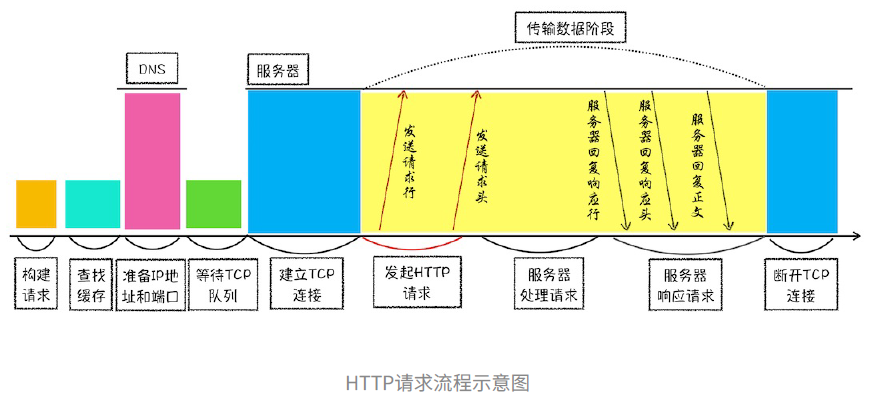 传输数据阶段
DNS
服务器
发送请求行
发送请求头
服务器回复响应行
服务器回复响应头
服务器回复正文
构建
请求
查找
缓存
准备IP地
址和端口
等待TCP
队列
建立TCP
连接
发起HTTP
请求
服务器
处理请求
服务器
响应请求
断开TCP
连接
HTTP请求流程示意图